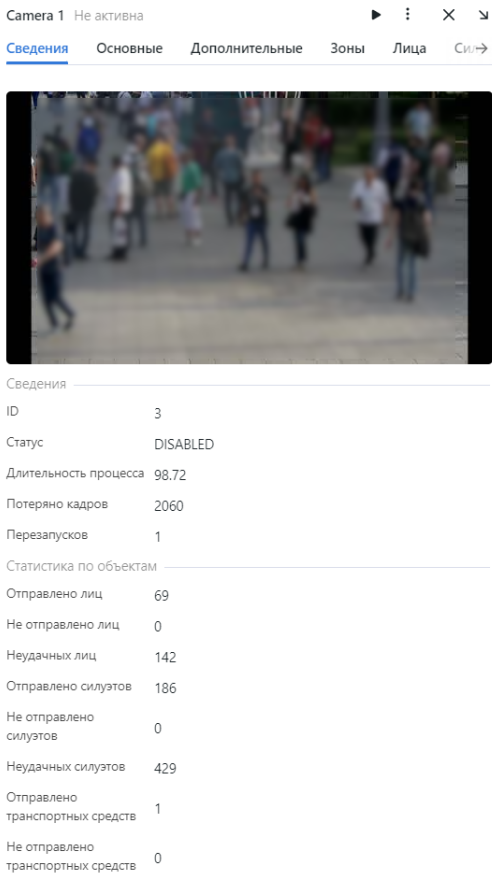 Camera 1 Не активна
Сведения Основные Дополнительные Зоны Лица Сил
Сведения
ID 3
Статус DISABLED
Длительность процесса 98.72
Потеряно кадров 2060
Перезапусков 1
Статистика по объектам
Отправлено лиц 69
Не отправлено лиц 0
Неудачных лиц 142
Отправлено силуэтов 186
Не отправлено
силуэтов 0
Неудачных силуэтов 429
Отправлено
транспортных средств 1
Не отправлено
транспортных средств 0